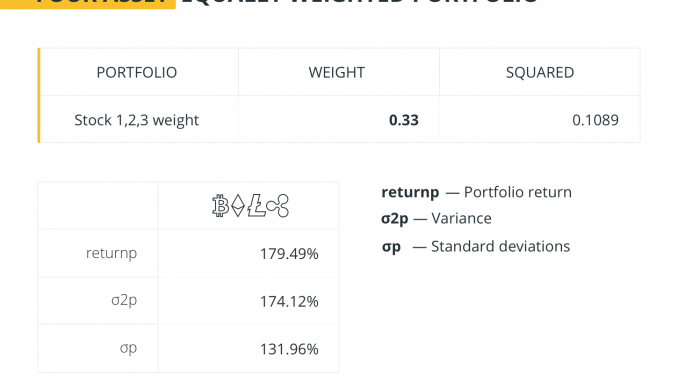 FOUR ASSET EQUALLY WEIGHTED PORTFOLIO
PORTFOLIO WEIGHT SQUARED
Stock 1,2,3 weight 0.33 0.1089
returnp 179.49%
σ2p 174.12%
σp 131.96%
returnp — Portfolio return
σ2p — Variance
σp — Standard deviations